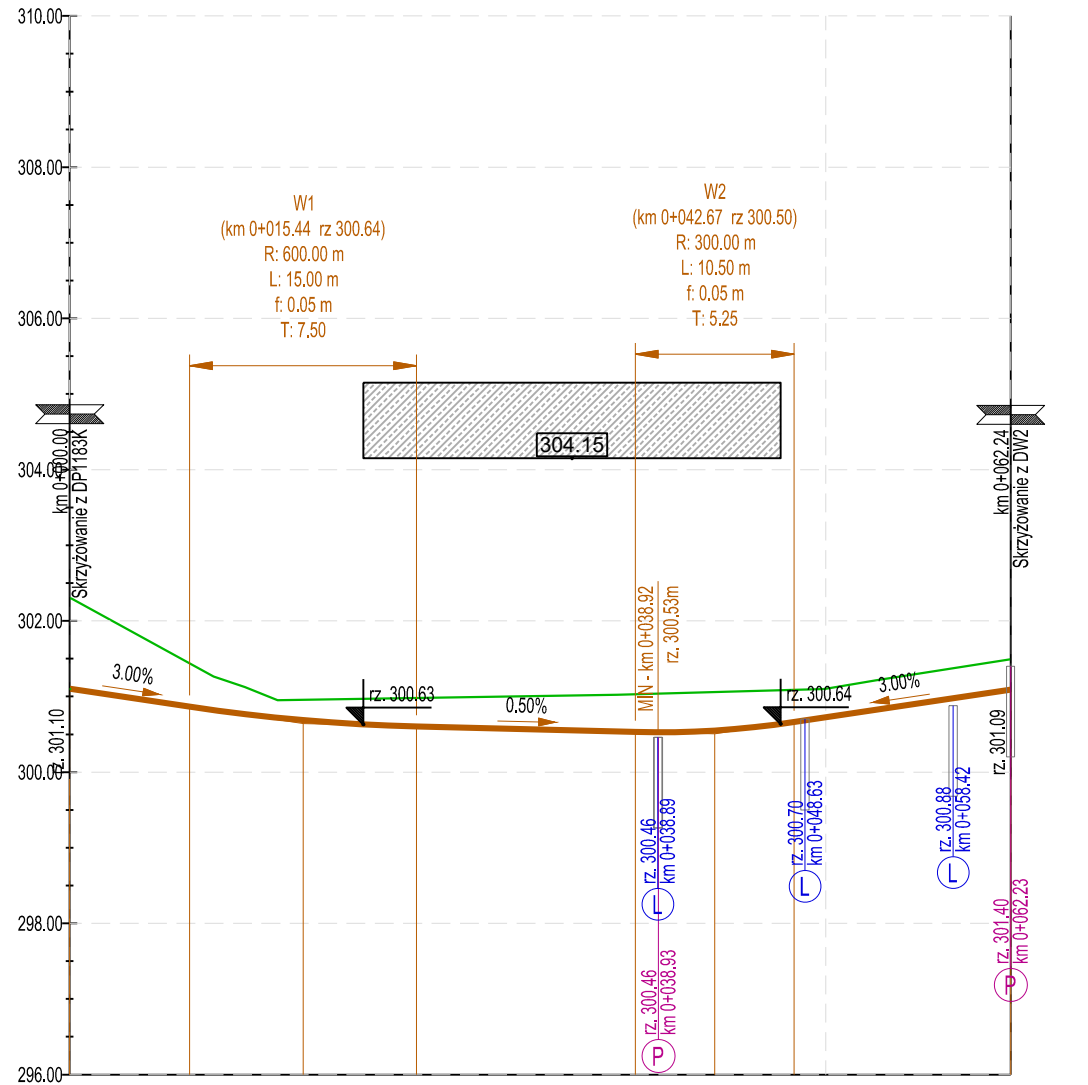 310.00
308.00
306.00
304.00
302.00
300.00
298.00
296.00
W1
(km 0+015.44 rz 300.64)
R: 600.00 m
L: 15.00 m
f: 0.05 m
T: 7.50
W2
(km 0+042.67 rz 300.50)
R: 300.00 m
L: 10.50 m
f: 0.05 m
T: 5.25
304.15
km 0+000.00
Skrzyżowanie z DP1183K
km 0+062.24
Skrzyżowanie z DW2
MIN - km 0+038.92
rz. 300.53m
3.00%
rz. 300.63
0.50%
rz. 300.64
3.00%
rz. 301.10
rz. 301.09
rz. 300.46
km 0+038.89
L
rz. 300.70
km 0+048.63
L
rz. 300.88
km 0+058.42
L
rz. 300.46
km 0+038.93
P
rz. 301.40
km 0+062.23
P